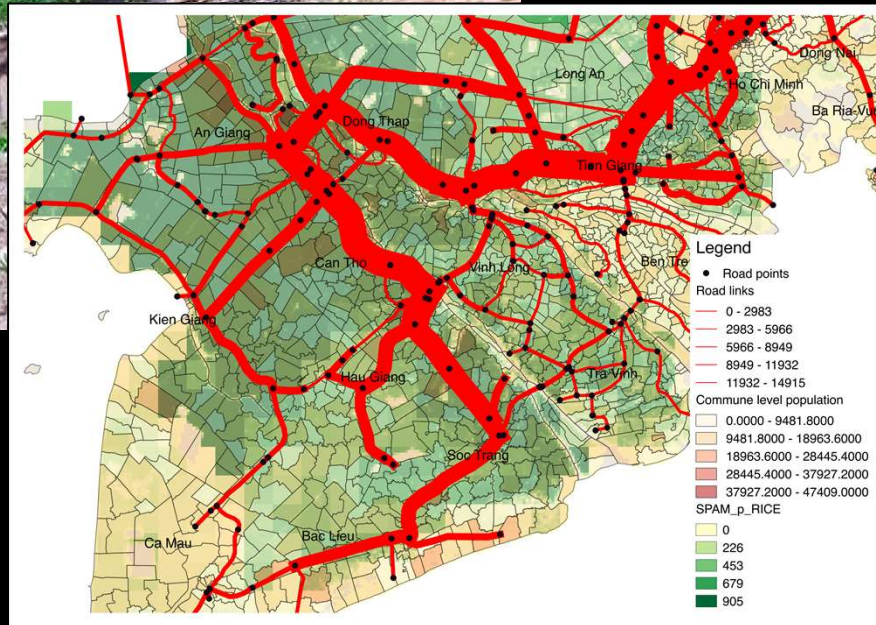 Long An
Dong Nai
Ho Chi Minh
Ba Ria-Vu
An Giang
Dong Thap
Tien Giang
Can Tho
Vinh Long
Ben Tre
Kien Giang
Hau Giang
Tra Vinh
Soc Trang
Ca Mau
Bac Lieu
Legend
Road points
Road links
0 - 2983
2983 - 5966
5966 - 8949
8949 - 11932
11932 - 14915
Commune level population
0.0000 - 9481.8000
9481.8000 - 18963.6000
18963.6000 - 28445.4000
28445.4000 - 37927.2000
37927.2000 - 47409.0000
SPAM_p_RICE
0
226
453
679
905